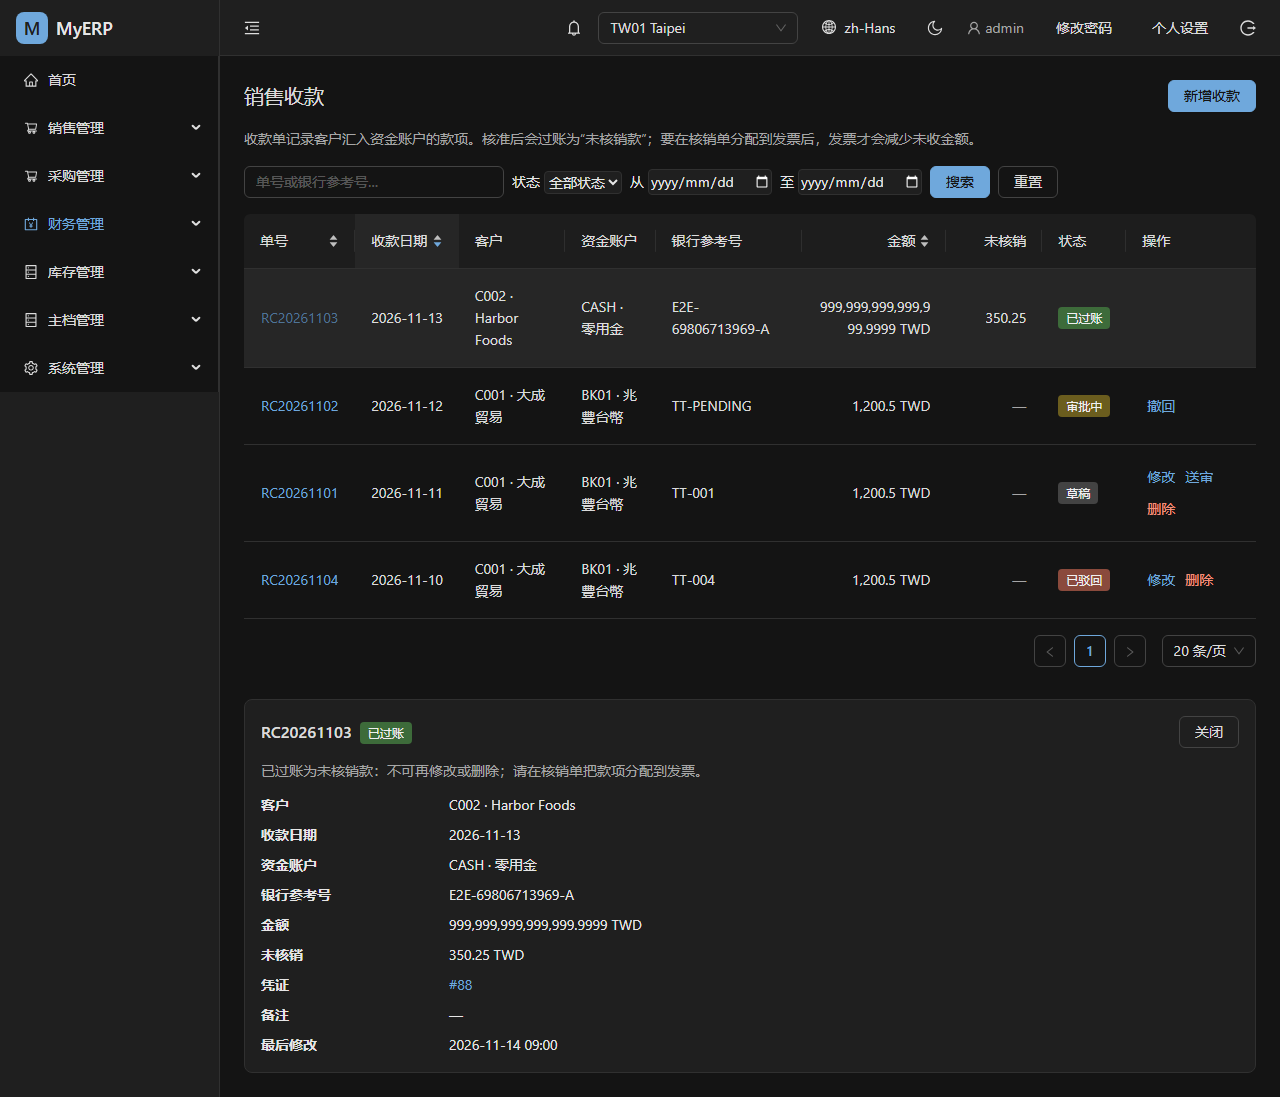 M MyERP
TW01 Taipei
zh-Hans
admin
修改密码
个人设置
首页
销售管理
采购管理
财务管理
库存管理
主档管理
系统管理
销售收款
新增收款
收款单记录客户汇入资金账户的款项。核准后会过账为“未核销款”；要在核销单分配到发票后，发票才会减少未收金额。
单号或银行参考号... 状态 全部状态 从 yyyy/mm/dd 至 yyyy/mm/dd 搜索 重置
单号 收款日期 客户 资金账户 银行参考号 金额 未核销 状态 操作
RC20261103 2026-11-13 C002 · Harbor Foods CASH · 零用金 E2E-69806713969-A 999,999,999,999,999.9999 TWD 350.25 已过账
RC20261102 2026-11-12 C001 · 大成貿易 BK01 · 兆豐台幣 TT-PENDING 1,200.5 TWD — 审批中 撤回
RC20261101 2026-11-11 C001 · 大成貿易 BK01 · 兆豐台幣 TT-001 1,200.5 TWD — 草稿 修改 送审 删除
RC20261104 2026-11-10 C001 · 大成貿易 BK01 · 兆豐台幣 TT-004 1,200.5 TWD — 已驳回 修改 删除
< 1 > 20 条/页
RC20261103 已过账 关闭
已过账为未核销款：不可再修改或删除；请在核销单把款项分配到发票。
客户 C002 · Harbor Foods
收款日期 2026-11-13
资金账户 CASH · 零用金
银行参考号 E2E-69806713969-A
金额 999,999,999,999,999.9999 TWD
未核销 350.25 TWD
凭证 #88
备注 —
最后修改 2026-11-14 09:00